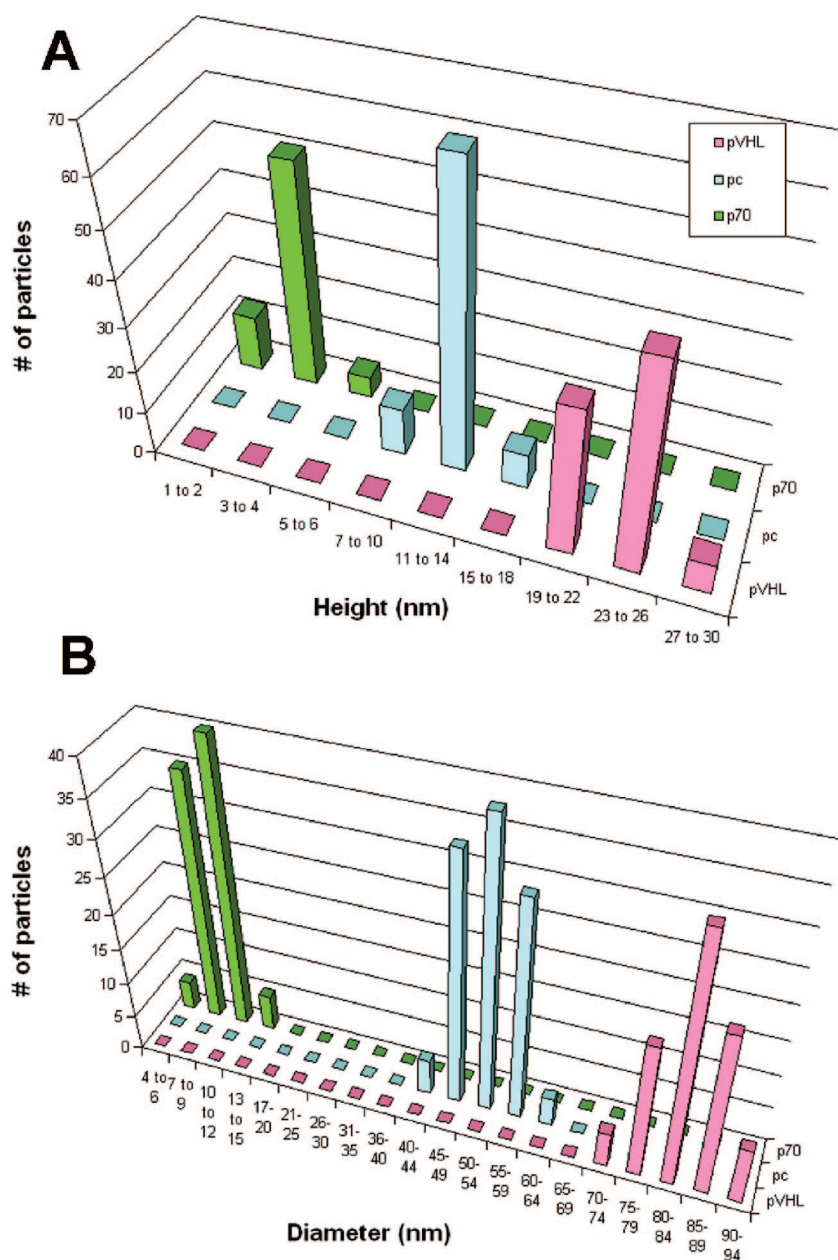 A
70
60
50
40
30
20
10
0
# of particles
pVHL
pc
p70
1 to 2
3 to 4
5 to 6
7 to 10
11 to 14
15 to 18
19 to 22
23 to 26
27 to 30
p70
pc
pVHL
Height (nm)
B
40
35
30
25
20
15
10
5
0
# of particles
4 to
6
7 to
9
10
to
12
13
to
15
17-
20
21-
25
26-
30
31-
35
36-
40
40-
44
45-
49
50-
54
55-
59
60-
64
65-
69
70-
74
75-
79
80-
84
85-
89
90-
94
p70
pc
pVHL
Diameter (nm)